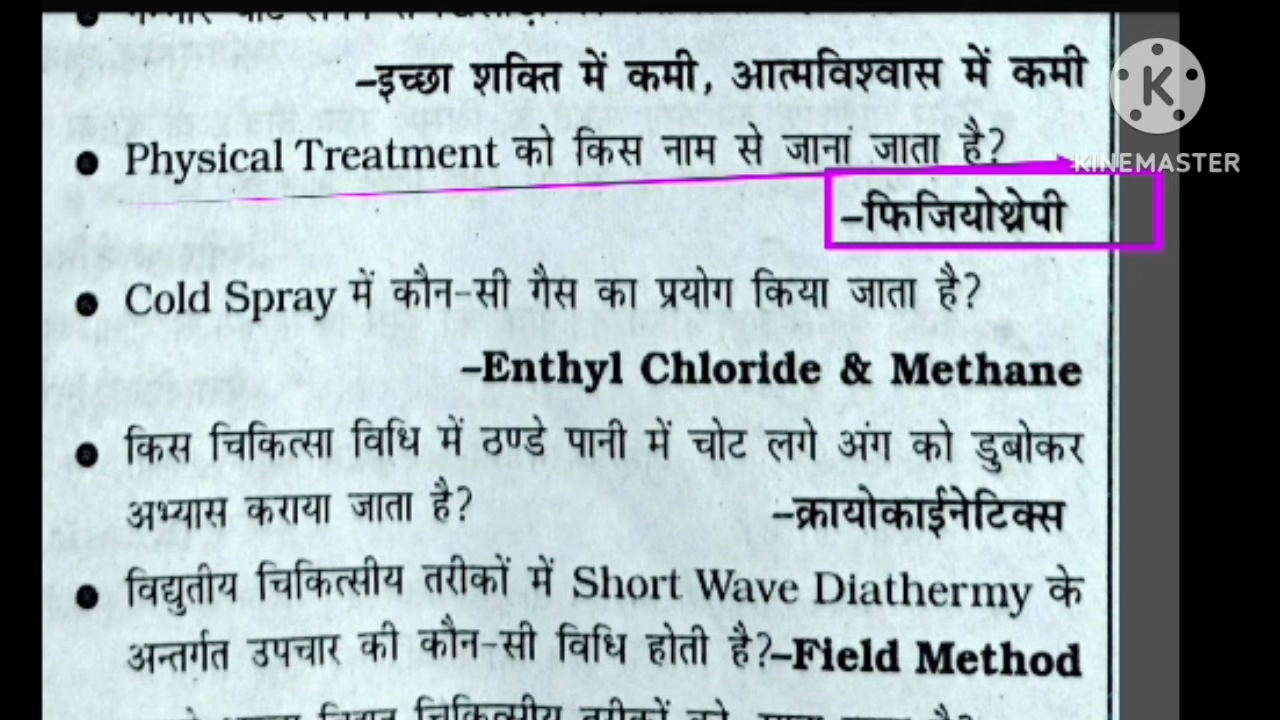 –इच्छा शक्ति में कमी, आत्मविश्वास में कमी
● Physical Treatment को किस नाम से जानां जाता है?
–फिजियोथ्रेपी
● Cold Spray में कौन-सी गैस का प्रयोग किया जाता है?
–Enthyl Chloride & Methane
● किस चिकित्सा विधि में ठण्डे पानी में चोट लगे अंग को डुबोकर
अभ्यास कराया जाता है? –क्रायोकाईनेटिक्स
● विद्युतीय चिकित्सीय तरीकों में Short Wave Diathermy के
अन्तर्गत उपचार की कौन-सी विधि होती है?–Field Method
K
KINEMASTER